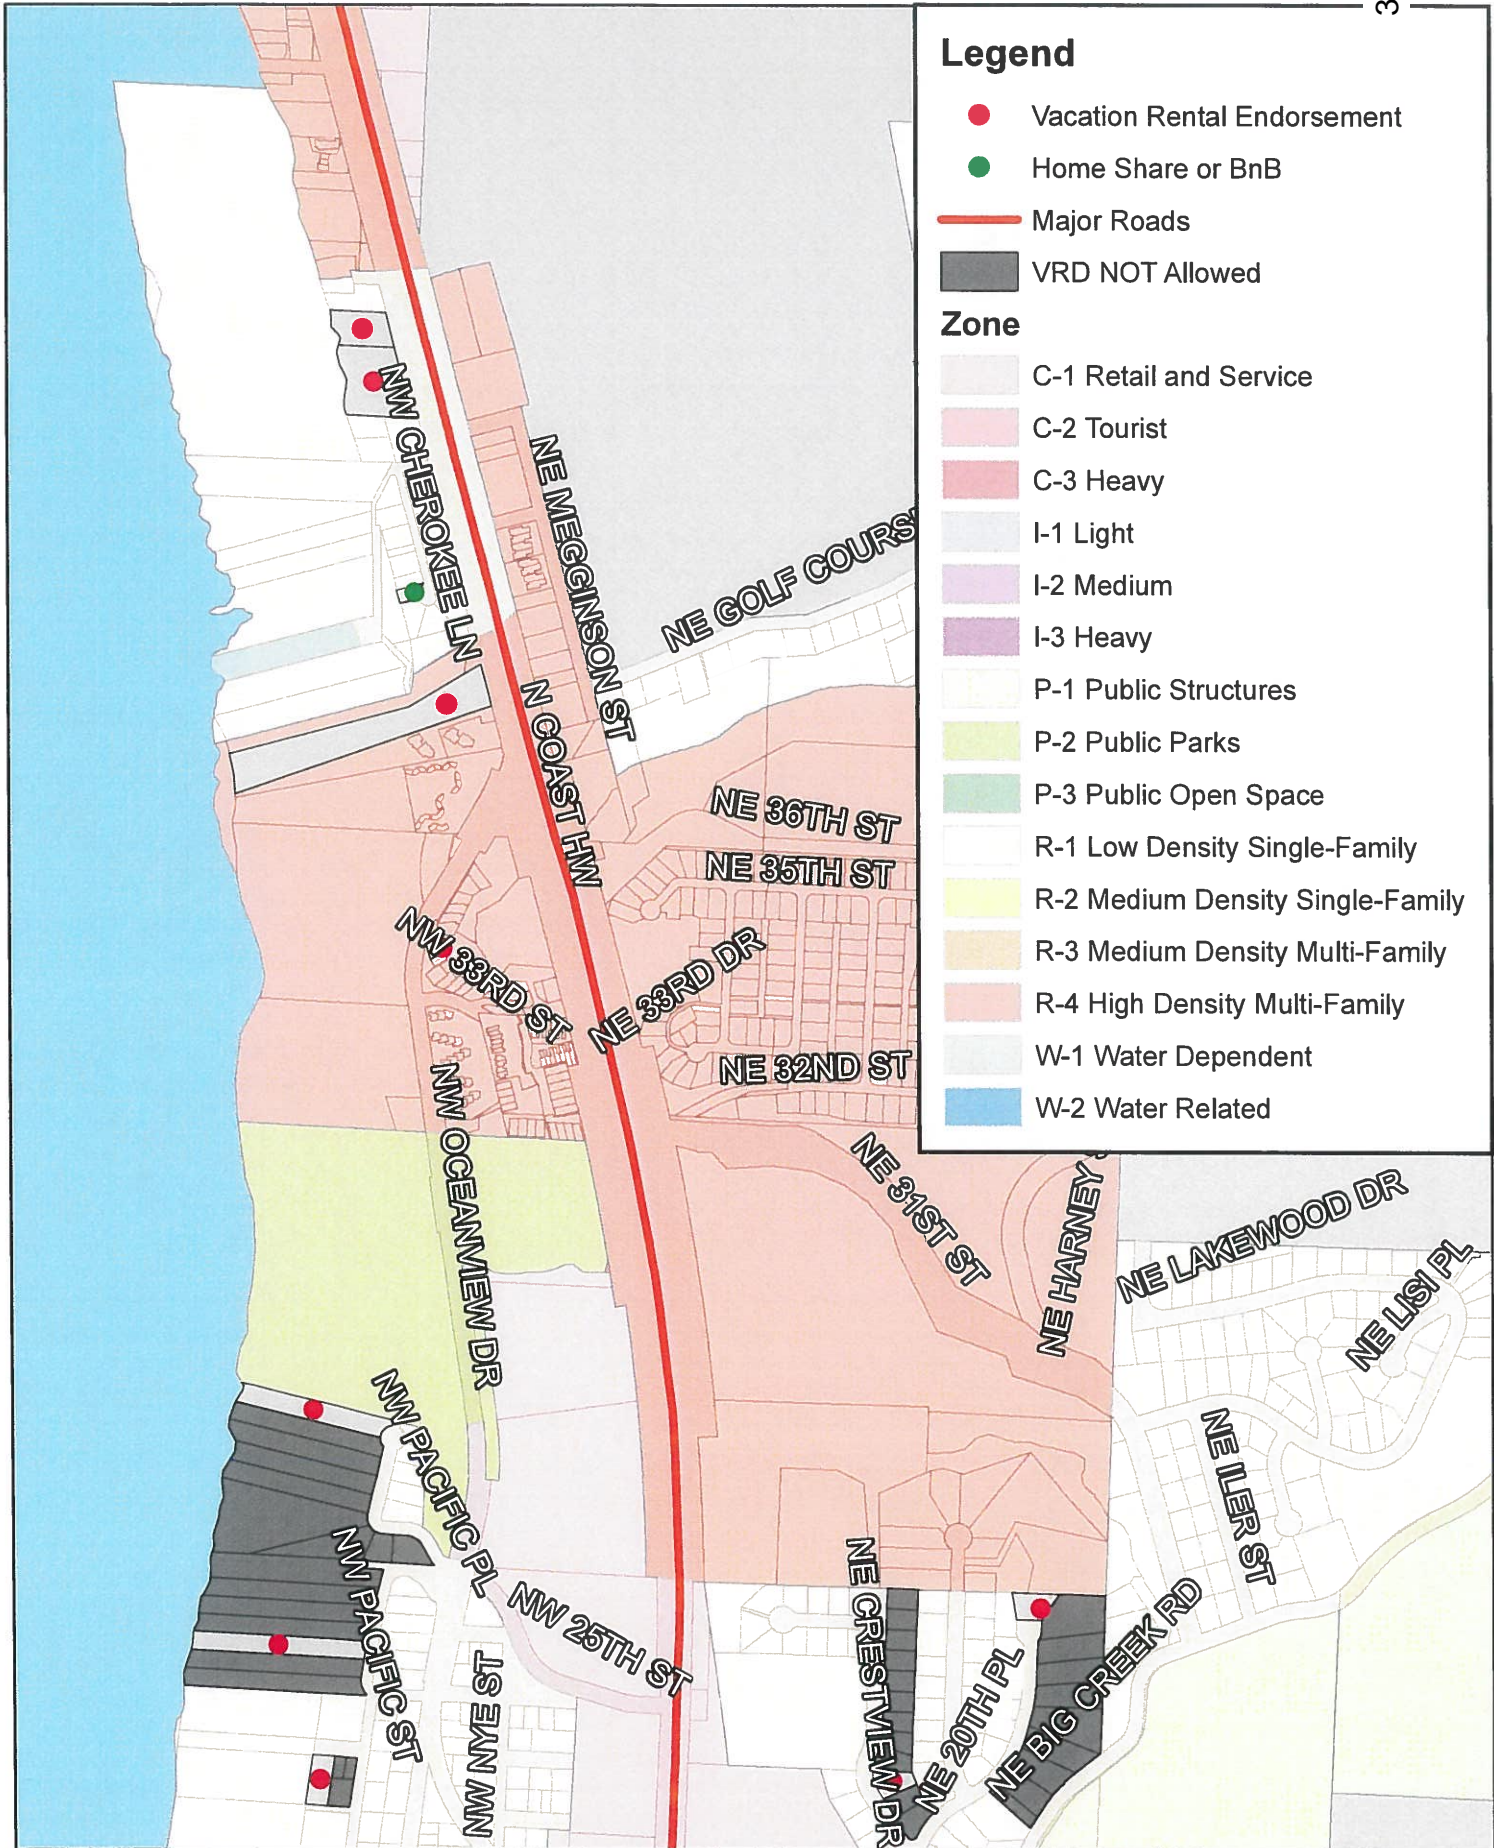 3
Legend
Vacation Rental Endorsement
Home Share or BnB
Major Roads
VRD NOT Allowed
Zone
C-1 Retail and Service
C-2 Tourist
C-3 Heavy
I-1 Light
I-2 Medium
I-3 Heavy
P-1 Public Structures
P-2 Public Parks
P-3 Public Open Space
R-1 Low Density Single-Family
R-2 Medium Density Single-Family
R-3 Medium Density Multi-Family
R-4 High Density Multi-Family
W-1 Water Dependent
W-2 Water Related
NW CHEROKEE LN
NE MEGGINSON ST
NE GOLF COURS
N COAST HW
NE 36TH ST
NE 35TH ST
NW 33RD ST
NE 33RD DR
NE 32ND ST
NW OCEANVIEW DR
NE 31ST ST
NE HARNEY
NE LAKEWOOD DR
NE LISI PL
NW PACIFIC PL
NE ILER ST
NW PACIFIC ST
NW 25TH ST
NW NYE ST
NE CRESTVIEW DR
NE 20TH PL
NE BIG CREEK RD